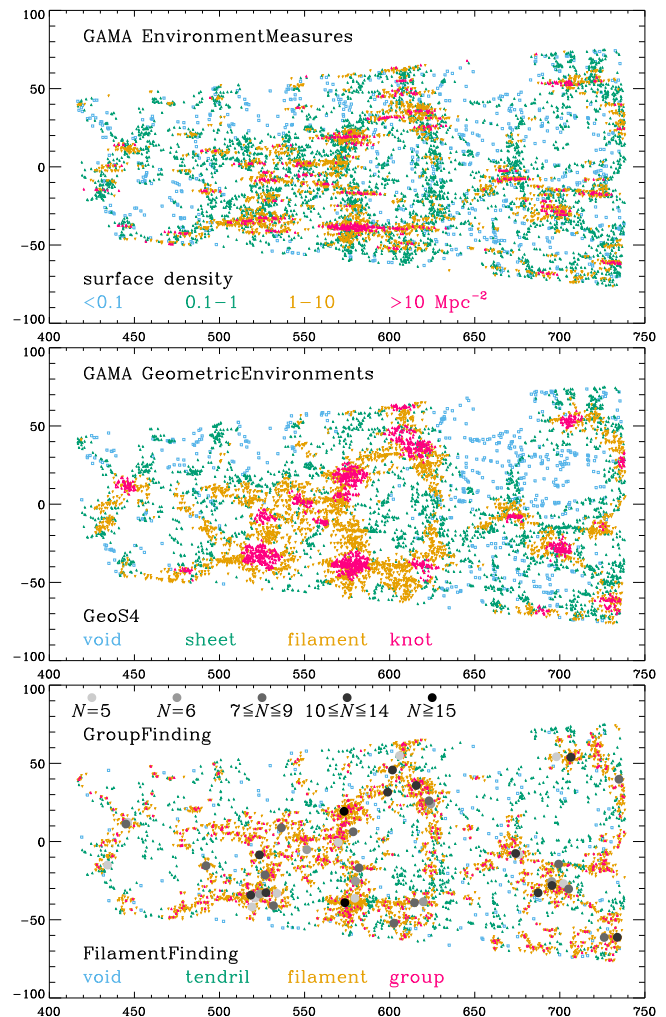 100
GAMA EnvironmentMeasures
50
0
−50
surface density
<0.1 0.1−1 1−10 >10 Mpc⁻²
−100
400 450 500 550 600 650 700 750
100
GAMA GeometricEnvironments
50
0
−50
GeoS4
void sheet filament knot
−100
400 450 500 550 600 650 700 750
100
N=5 N=6 7≦N≦9 10≦N≦14 N≧15
GroupFinding
50
0
−50
FilamentFinding
void tendril filament group
−100
400 450 500 550 600 650 700 750